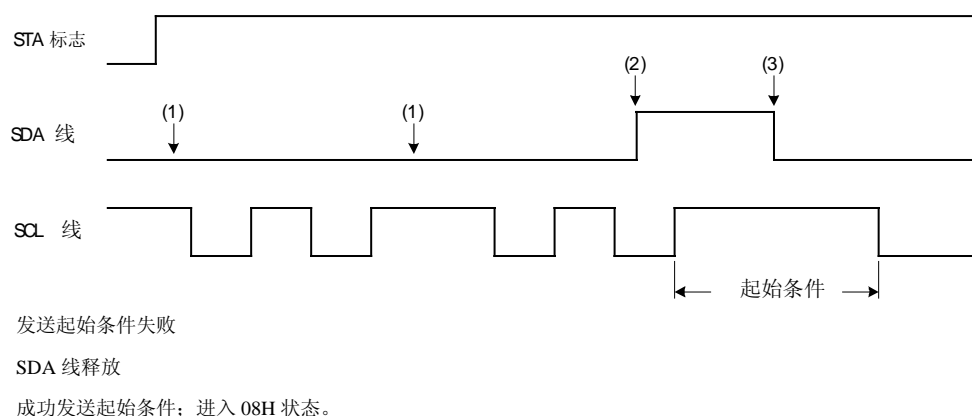 STA 标志
(2) (3)
(1) (1)
SDA 线
SCL 线
起始条件
发送起始条件失败
SDA 线释放
成功发送起始条件；进入 08H 状态。